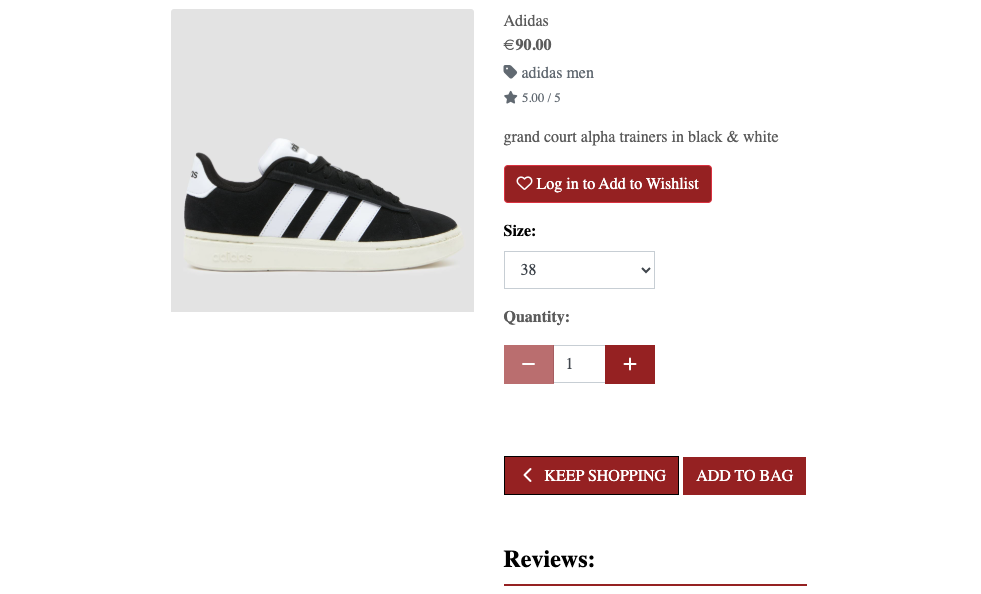 Adidas
€90.00
adidas men
5.00 / 5
grand court alpha trainers in black & white
Log in to Add to Wishlist
Size:
38
Quantity:
1
KEEP SHOPPING
ADD TO BAG
Reviews:
adidas